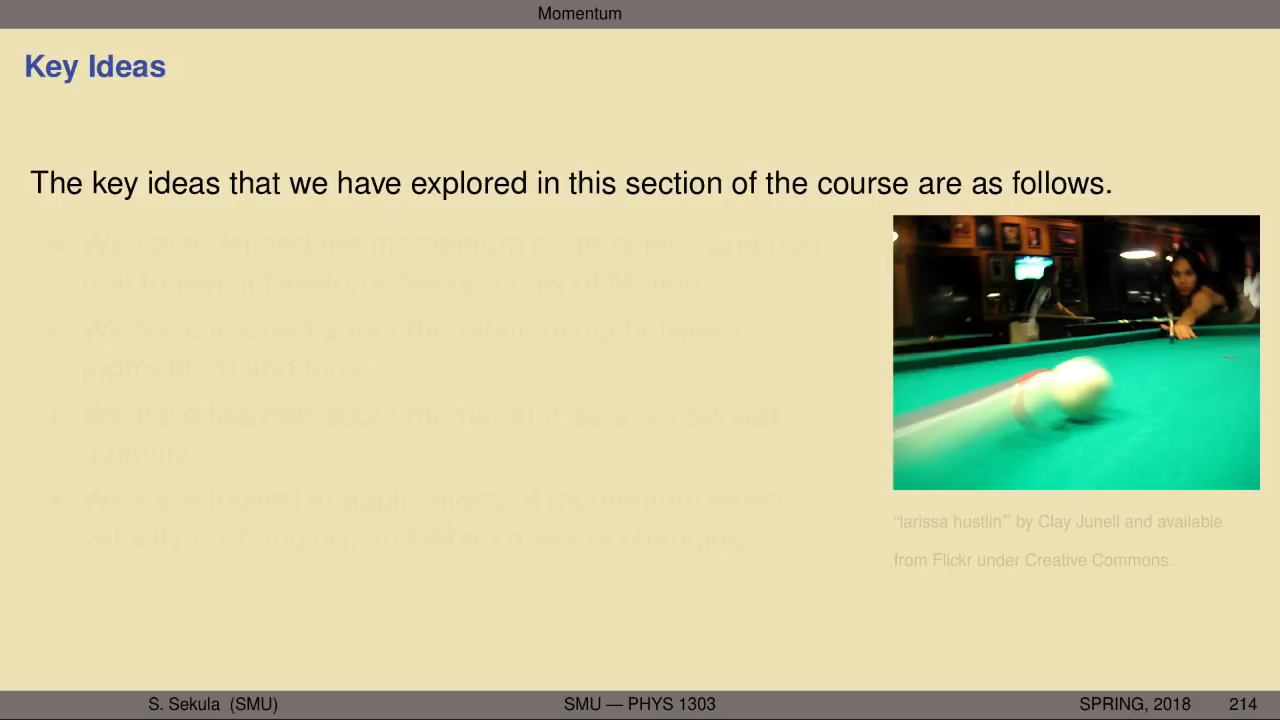 Momentum
Key Ideas
The key ideas that we have explored in this section of the course are as follows.
• We have defined the momentum of an object, and use
that to revisit Newton's Second Law of Motion
• We have learned about the relationship between
momentum and force.
• We have learned about momentum as a conserved
quantity
• We have looked at applications of momentum when
velocity is changing, and when mass is changing.
“larissa hustlin'” by Clay Junell and available
from Flickr under Creative Commons.
S. Sekula (SMU)
SMU — PHYS 1303
SPRING, 2018
214